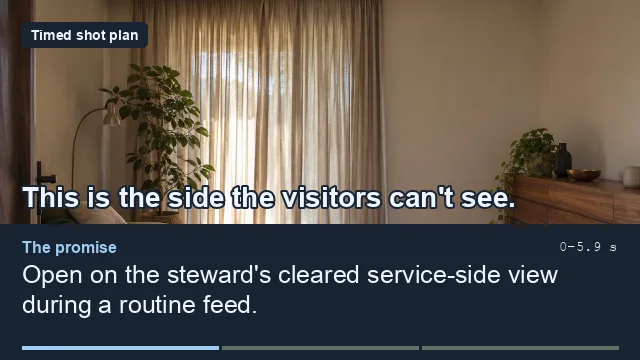 Timed shot plan
This is the side the visitors can't see.
The promise
0–5.9 s
Open on the steward's cleared service-side view
during a routine feed.